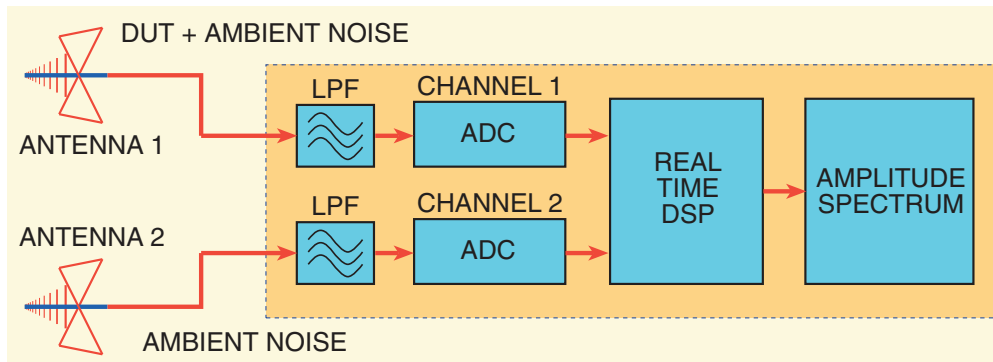 DUT + AMBIENT NOISE
ANTENNA 1
LPF
CHANNEL 1
ADC
LPF
CHANNEL 2
ADC
REAL
TIME
DSP
AMPLITUDE
SPECTRUM
ANTENNA 2
AMBIENT NOISE